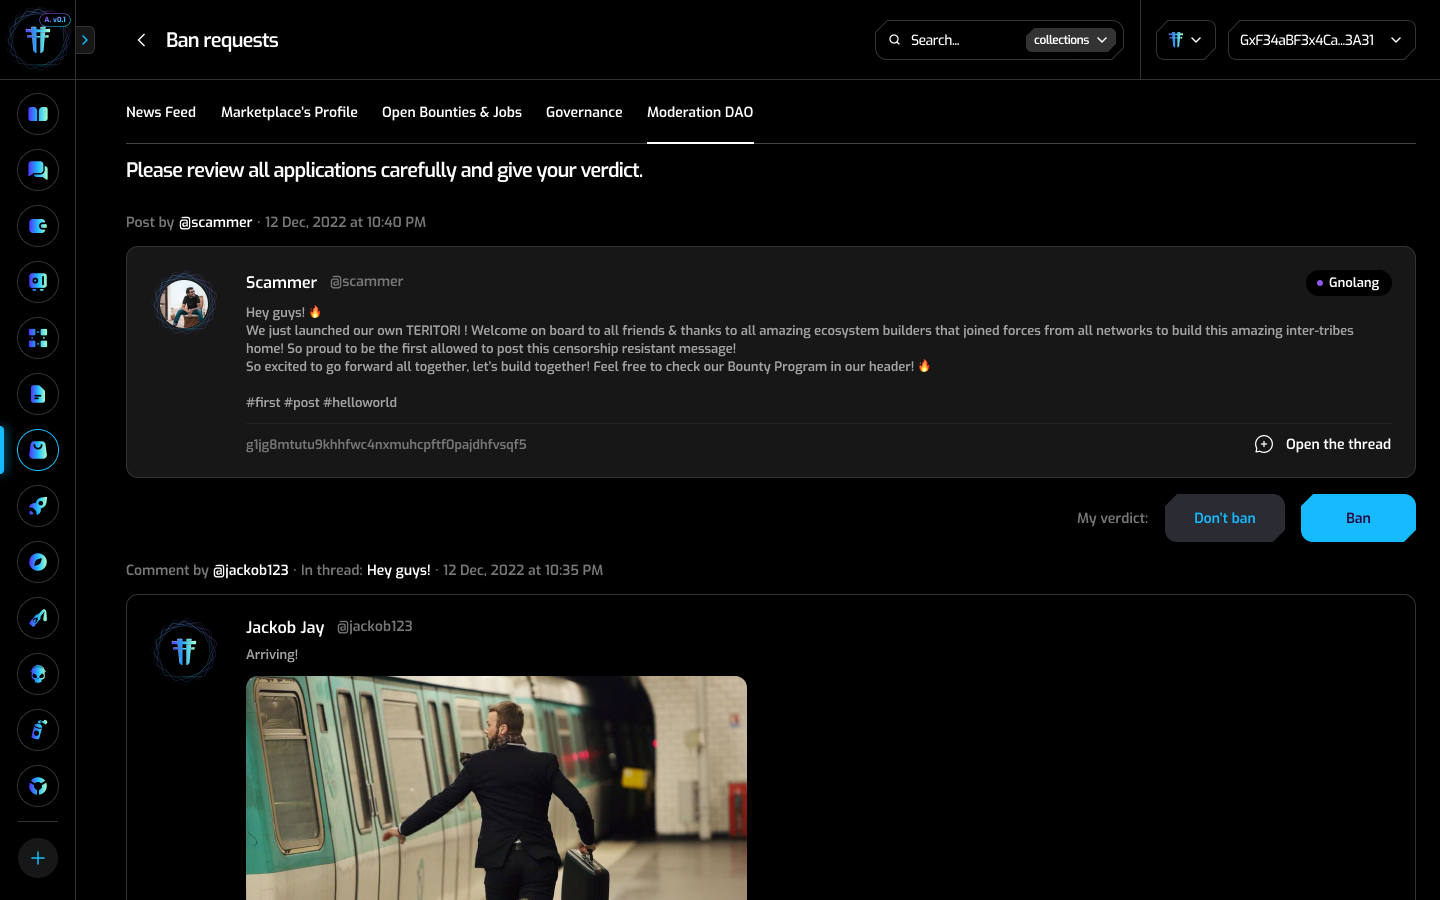 A. v0.1
Ban requests
Search...
collections
GxF34aBF3x4Ca...3A31
News Feed
Marketplace's Profile
Open Bounties & Jobs
Governance
Moderation DAO
Please review all applications carefully and give your verdict.
Post by @scammer · 12 Dec, 2022 at 10:40 PM
Scammer @scammer
Gnolang
Hey guys! 🔥
We just launched our own TERITORI ! Welcome on board to all friends & thanks to all amazing ecosystem builders that joined forces from all networks to build this amazing inter-tribes
home! So proud to be the first allowed to post this censorship resistant message!
So excited to go forward all together, let's build together! Feel free to check our Bounty Program in our header! 🔥
#first #post #helloworld
g1jg8mtutu9khhfwc4nxmuhcpftf0pajdhfvsqf5
Open the thread
My verdict:
Don't ban
Ban
Comment by @jackob123 · In thread: Hey guys! · 12 Dec, 2022 at 10:35 PM
Jackob Jay @jackob123
Arriving!